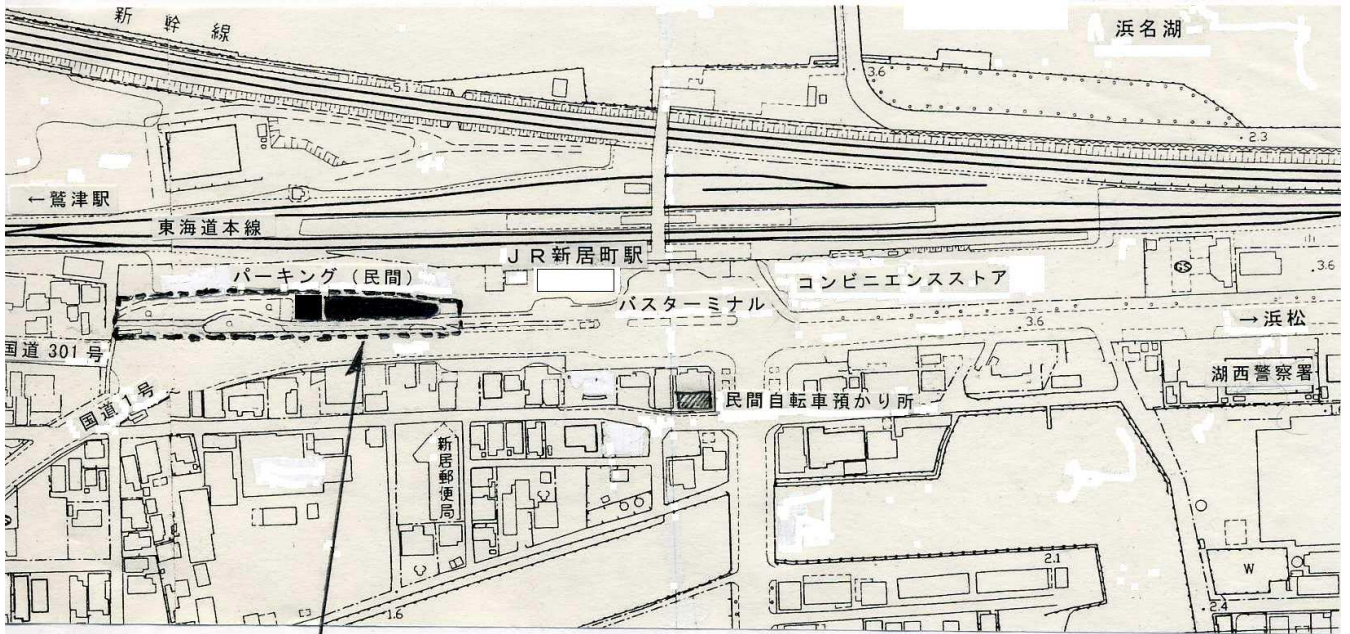 新幹線
浜名湖
3.6
5.1
2.3
←鷲津駅
東海道本線
JR新居町駅
パーキング（民間）
コンビニエンスストア
GS
3.6
バスターミナル
3.6
→浜松
国道301号
湖西警察署
国道1号
民間自転車預かり所
新居郵便局
2.1
W
1.6
2.4